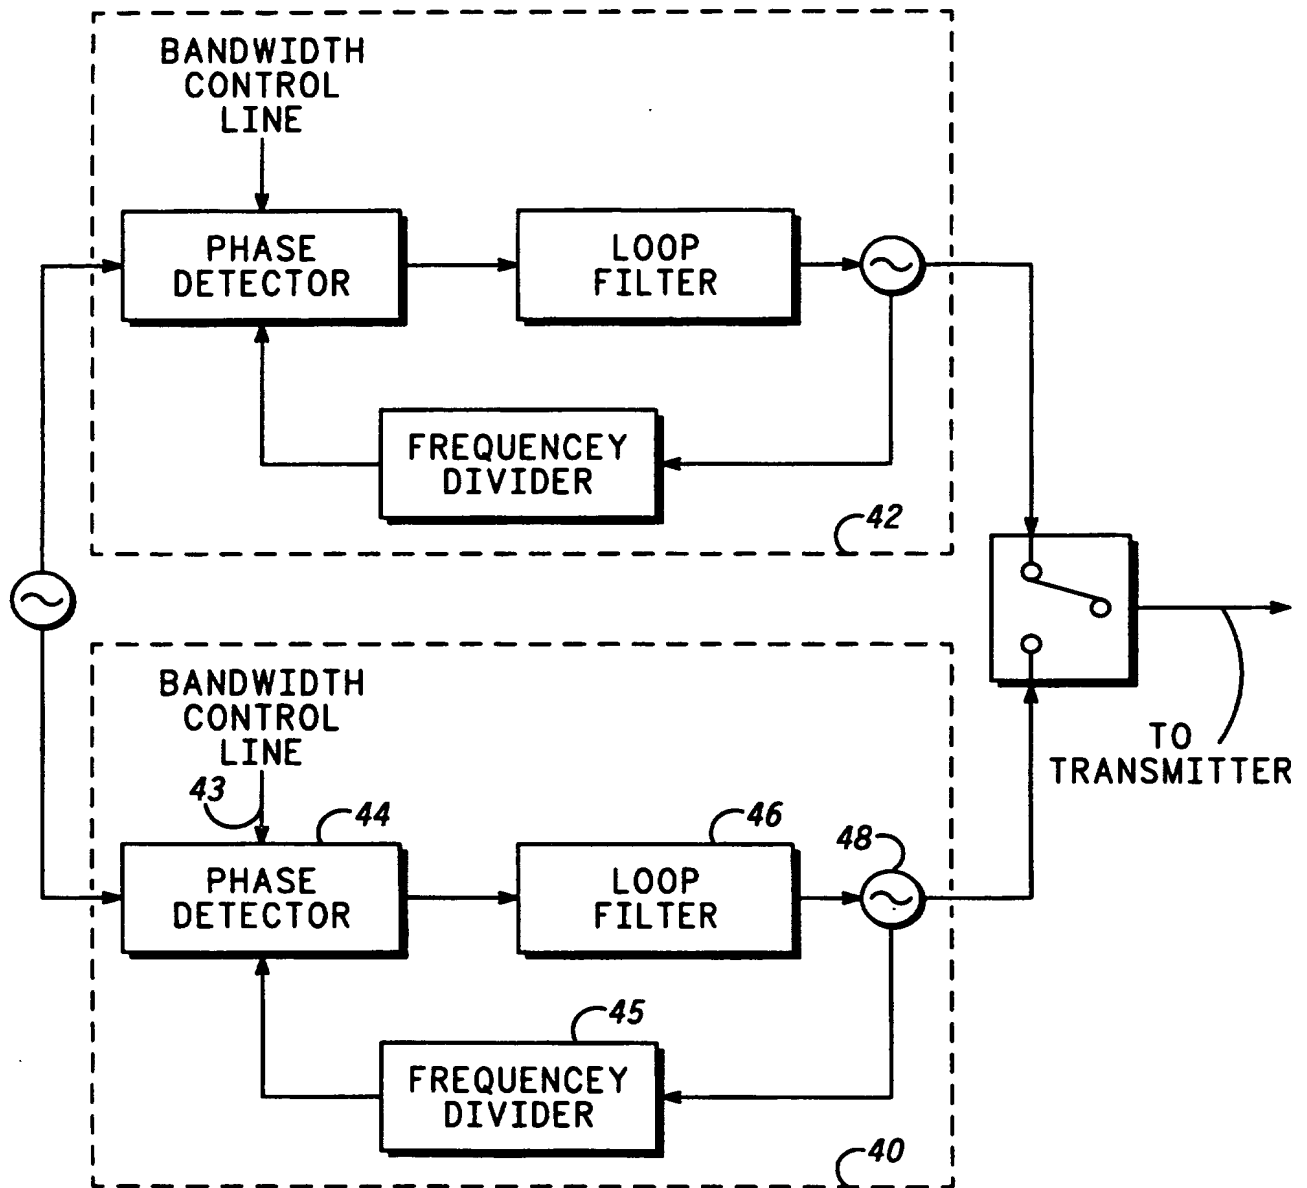 BANDWIDTH
CONTROL
LINE
PHASE
DETECTOR
LOOP
FILTER
FREQUENCEY
DIVIDER
42
BANDWIDTH
CONTROL
LINE
43
44
PHASE
DETECTOR
46
LOOP
FILTER
48
45
FREQUENCEY
DIVIDER
40
TO
TRANSMITTER